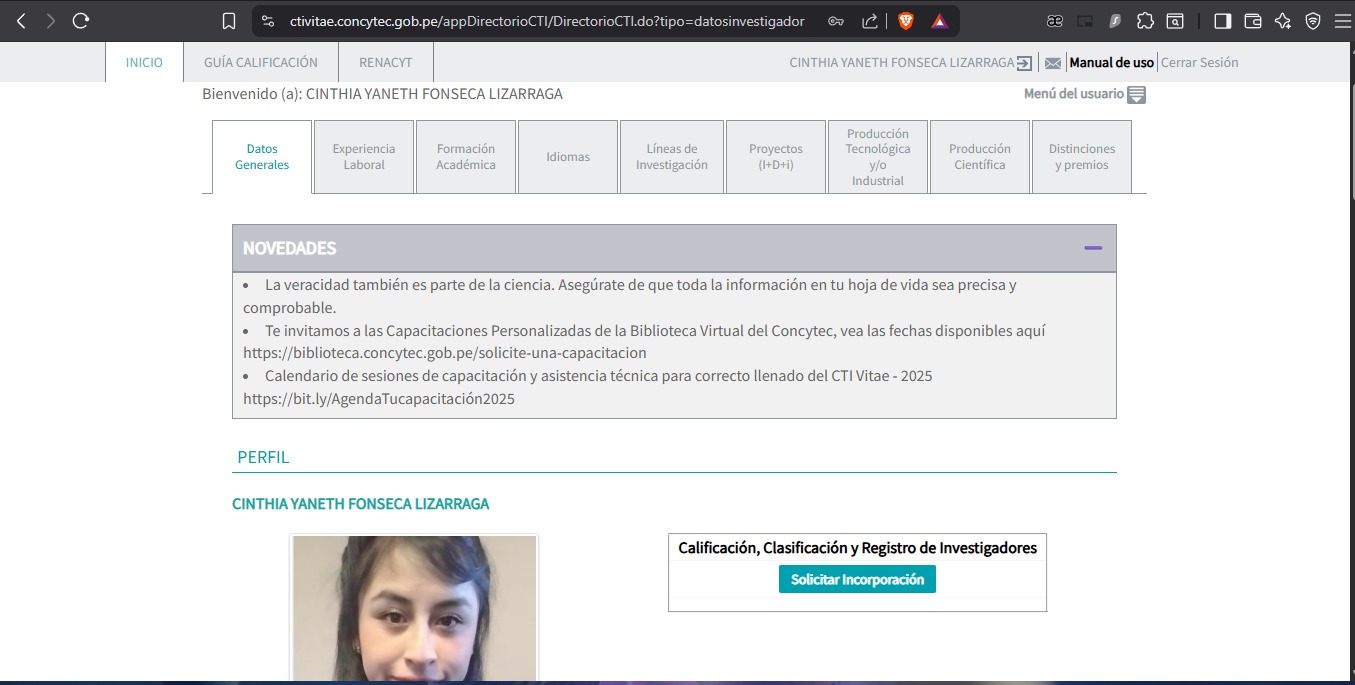 ctivitae.concytec.gob.pe/appDirectorioCTI/DirectorioCTI.do?tipo=datosinvestigador
INICIO
GUÍA CALIFICACIÓN
RENACYT
CINTHIA YANETH FONSECA LIZARRAGA
Manual de uso
Cerrar Sesión
Bienvenido (a): CINTHIA YANETH FONSECA LIZARRAGA
Menú del usuario
Datos
Generales
Experiencia
Laboral
Formación
Académica
Idiomas
Líneas de
Investigación
Proyectos
(I+D+i)
Producción
Tecnológica
y/o
Industrial
Producción
Científica
Distinciones
y premios
NOVEDADES
• La veracidad también es parte de la ciencia. Asegúrate de que toda la información en tu hoja de vida sea precisa y
comprobable.
• Te invitamos a las Capacitaciones Personalizadas de la Biblioteca Virtual del Concytec, vea las fechas disponibles aquí
https://biblioteca.concytec.gob.pe/solicite-una-capacitacion
• Calendario de sesiones de capacitación y asistencia técnica para correcto llenado del CTI Vitae - 2025
https://bit.ly/AgendaTucapacitación2025
PERFIL
CINTHIA YANETH FONSECA LIZARRAGA
Calificación, Clasificación y Registro de Investigadores
Solicitar Incorporación